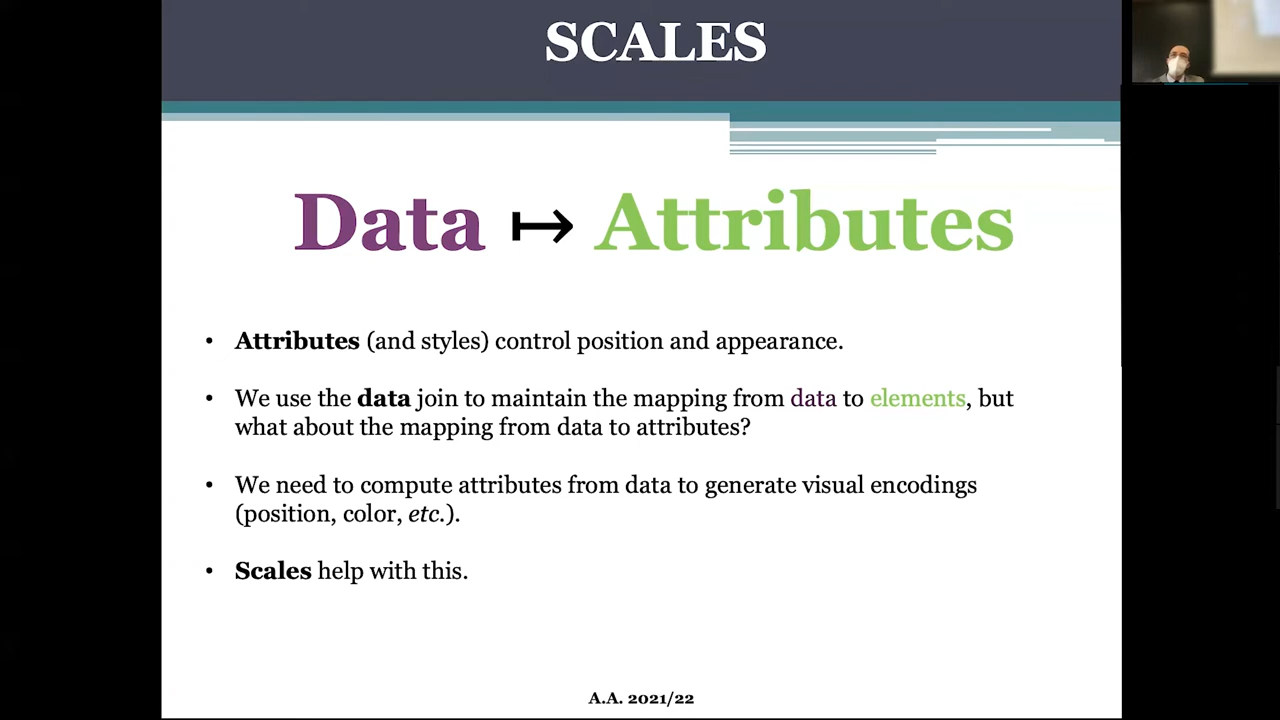 SCALES
Data ↦ Attributes
• Attributes (and styles) control position and appearance.
• We use the data join to maintain the mapping from data to elements, but
what about the mapping from data to attributes?
• We need to compute attributes from data to generate visual encodings
(position, color, etc.).
• Scales help with this.
A.A. 2021/22